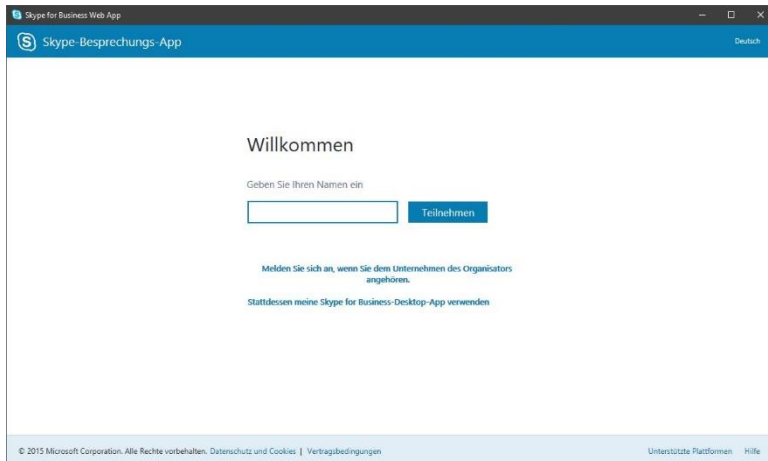 Skype for Business Web App
Skype-Besprechungs-App
Deutsch
Willkommen
Geben Sie Ihren Namen ein
Teilnehmen
Melden Sie sich an, wenn Sie dem Unternehmen des Organisators
angehören.
Stattdessen meine Skype for Business-Desktop-App verwenden
© 2015 Microsoft Corporation. Alle Rechte vorbehalten. Datenschutz und Cookies | Vertragsbedingungen
Unterstützte Plattformen Hilfe